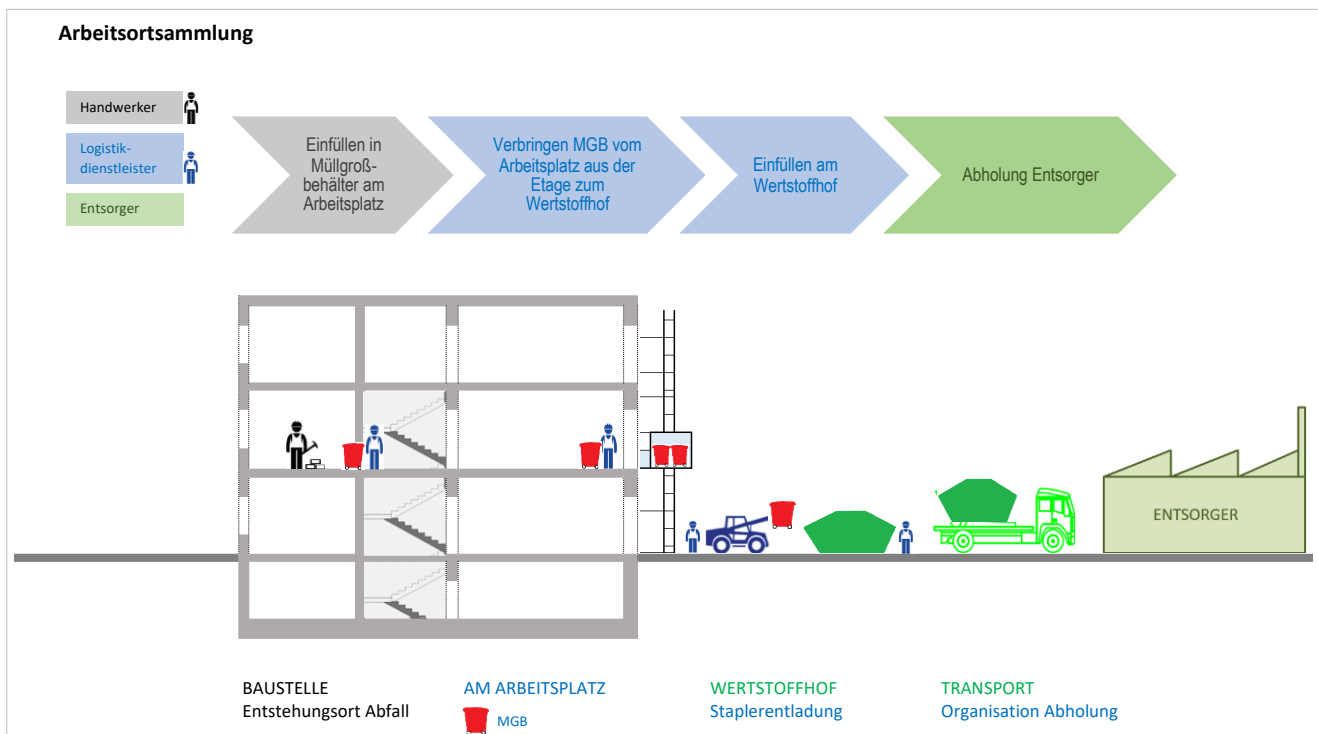 Arbeitsortsammlung
Handwerker
Logistik-
dienstleister
Entsorger
Einfüllen in
Müllgroß-
behälter am
Arbeitsplatz
Verbringen MGB vom
Arbeitsplatz aus der
Etage zum
Wertstoffhof
Einfüllen am
Wertstoffhof
Abholung Entsorger
ENTSORGER
BAUSTELLE
Entstehungsort Abfall
AM ARBEITSPLATZ
MGB
WERTSTOFFHOF
Staplerentladung
TRANSPORT
Organisation Abholung